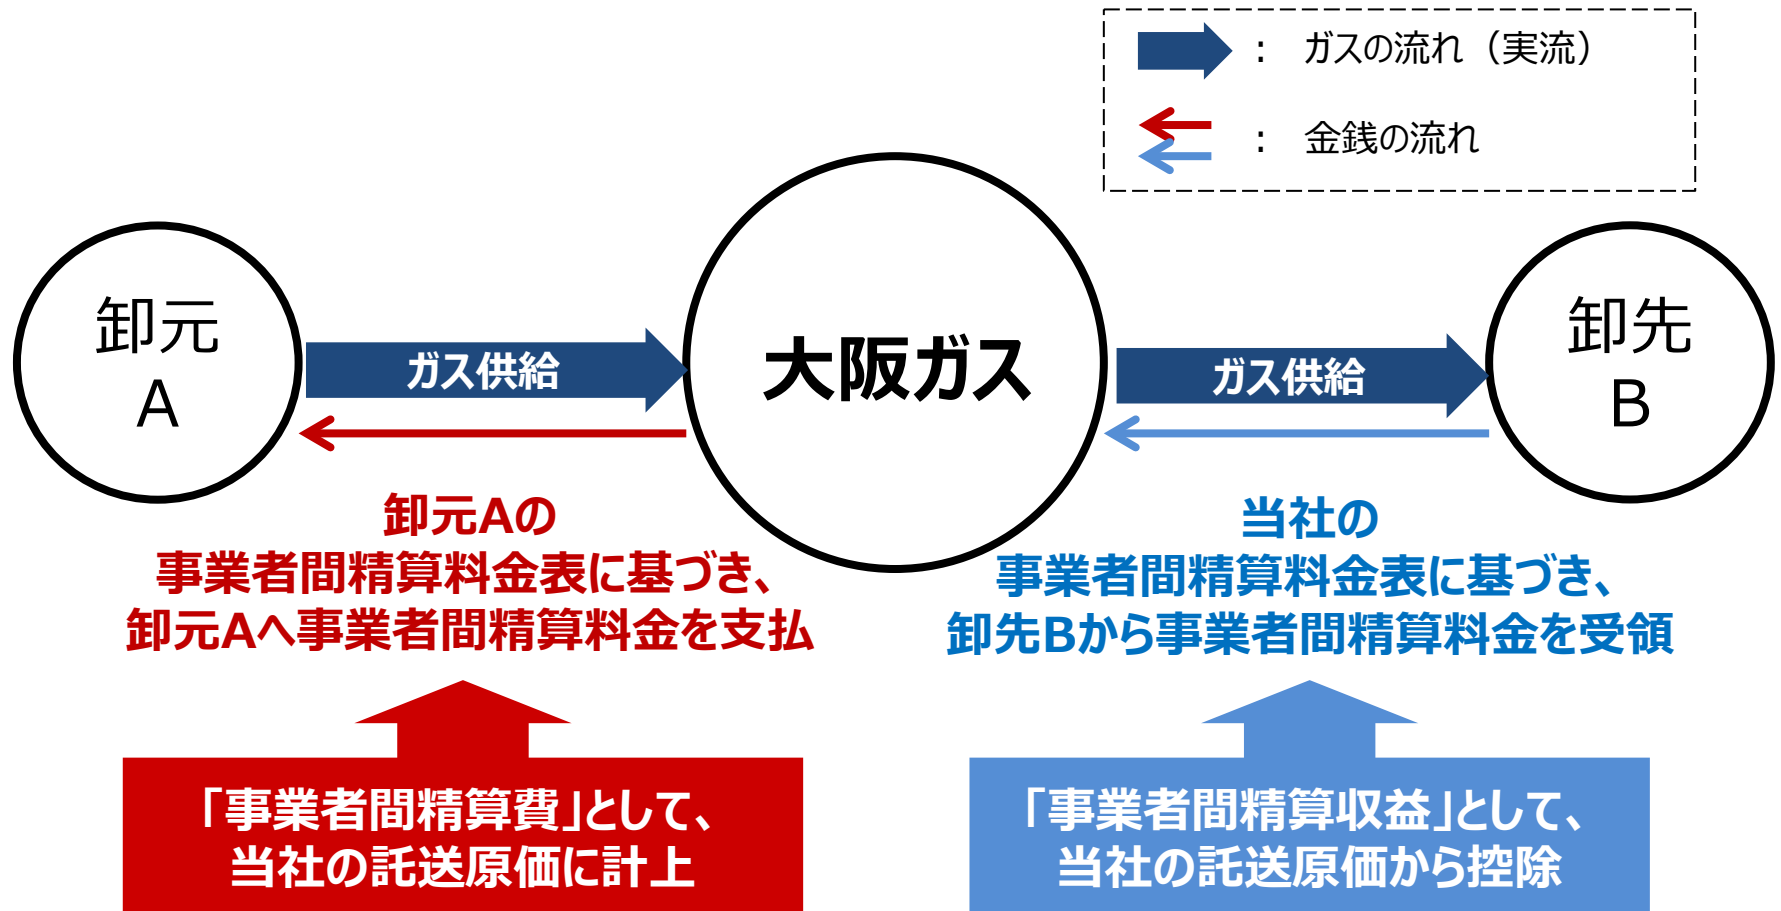 ： ガスの流れ（実流）
： 金銭の流れ
卸元
A
ガス供給
大阪ガス
ガス供給
卸先
B
卸元Aの
事業者間精算料金表に基づき、
卸元Aへ事業者間精算料金を支払
当社の
事業者間精算料金表に基づき、
卸先Bから事業者間精算料金を受領
「事業者間精算費」として、
当社の託送原価に計上
「事業者間精算収益」として、
当社の託送原価から控除